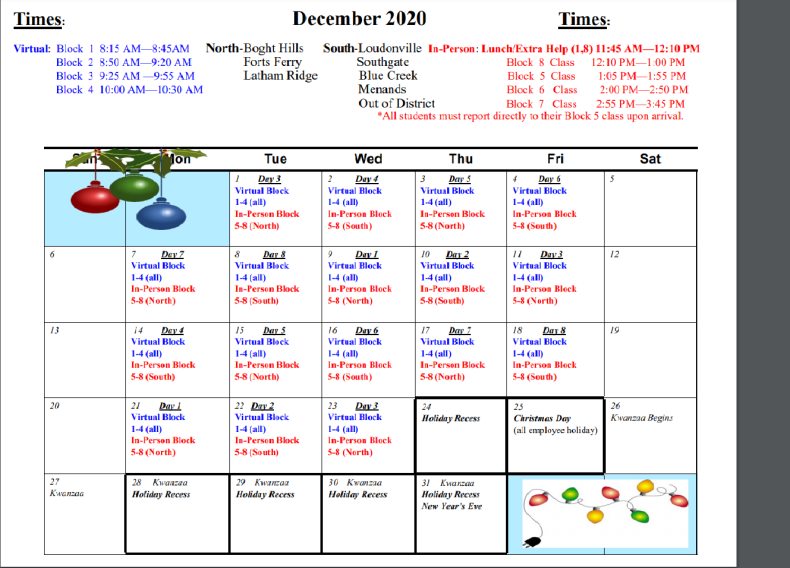 Times:
December 2020
Times:
Virtual: Block 1 8:15 AM—8:45AM North-Boght Hills South-Loudonville In-Person: Lunch/Extra Help (1,8) 11:45 AM—12:10 PM
Block 2 8:50 AM—9:20 AM Forts Ferry Southgate Block 8 Class 12:10 PM—1:00 PM
Block 3 9:25 AM —9:55 AM Latham Ridge Blue Creek Block 5 Class 1:05 PM—1:55 PM
Block 4 10:00 AM—10:30 AM Menands Block 6 Class 2:00 PM—2:50 PM
Out of District Block 7 Class 2:55 PM—3:45 PM
*All students must report directly to their Block 5 class upon arrival.
Sun Mon Tue Wed Thu Fri Sat
1 Day 3
Virtual Block
1-4 (all)
In-Person Block
5-8 (North)
2 Day 4
Virtual Block
1-4 (all)
In-Person Block
5-8 (South)
3 Day 5
Virtual Block
1-4 (all)
In-Person Block
5-8 (North)
4 Day 6
Virtual Block
1-4 (all)
In-Person Block
5-8 (South)
5
6
7 Day 7
Virtual Block
1-4 (all)
In-Person Block
5-8 (North)
8 Day 8
Virtual Block
1-4 (all)
In-Person Block
5-8 (South)
9 Day 1
Virtual Block
1-4 (all)
In-Person Block
5-8 (North)
10 Day 2
Virtual Block
1-4 (all)
In-Person Block
5-8 (South)
11 Day 3
Virtual Block
1-4 (all)
In-Person Block
5-8 (North)
12
13
14 Day 4
Virtual Block
1-4 (all)
In-Person Block
5-8 (South)
15 Day 5
Virtual Block
1-4 (all)
In-Person Block
5-8 (North)
16 Day 6
Virtual Block
1-4 (all)
In-Person Block
5-8 (South)
17 Day 7
Virtual Block
1-4 (all)
In-Person Block
5-8 (North)
18 Day 8
Virtual Block
1-4 (all)
In-Person Block
5-8 (South)
19
20
21 Day 1
Virtual Block
1-4 (all)
In-Person Block
5-8 (North)
22 Day 2
Virtual Block
1-4 (all)
In-Person Block
5-8 (South)
23 Day 3
Virtual Block
1-4 (all)
In-Person Block
5-8 (North)
24
Holiday Recess
25
Christmas Day
(all employee holiday)
26
Kwanzaa Begins
27
Kwanzaa
28 Kwanzaa
Holiday Recess
29 Kwanzaa
Holiday Recess
30 Kwanzaa
Holiday Recess
31 Kwanzaa
Holiday Recess
New Year's Eve